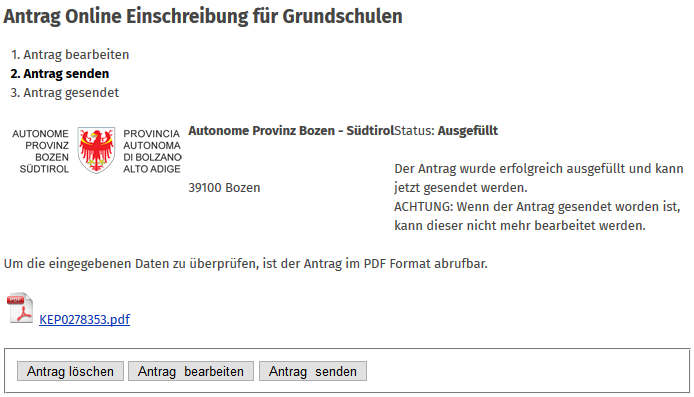 Antrag Online Einschreibung für Grundschulen
1. Antrag bearbeiten
2. Antrag senden
3. Antrag gesendet
AUTONOME
PROVINZ
BOZEN
SÜDTIROL
PROVINCIA
AUTONOMA
DI BOLZANO
ALTO ADIGE
Autonome Provinz Bozen - Südtirol
39100 Bozen
Status: Ausgefüllt
Der Antrag wurde erfolgreich ausgefüllt und kann
jetzt gesendet werden.
ACHTUNG: Wenn der Antrag gesendet worden ist,
kann dieser nicht mehr bearbeitet werden.
Um die eingegebenen Daten zu überprüfen, ist der Antrag im PDF Format abrufbar.
PDF
KEP0278353.pdf
Antrag löschen Antrag bearbeiten Antrag senden